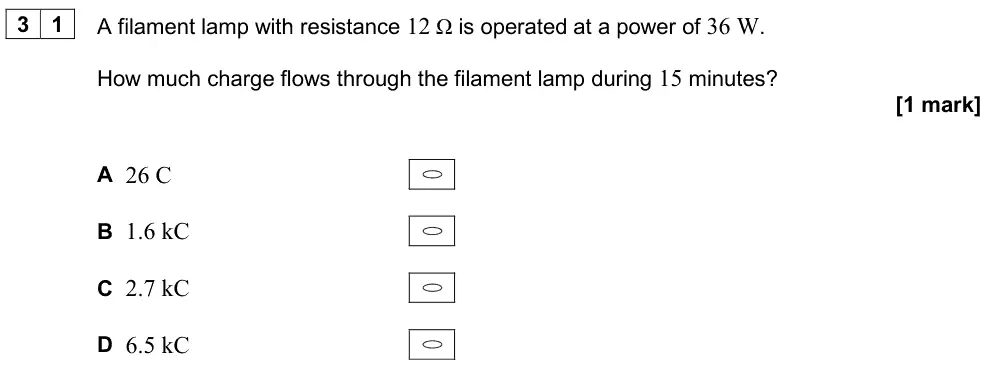 3 1 A filament lamp with resistance 12 Ω is operated at a power of 36 W.
How much charge flows through the filament lamp during 15 minutes?
[1 mark]
A 26 C
B 1.6 kC
C 2.7 kC
D 6.5 kC